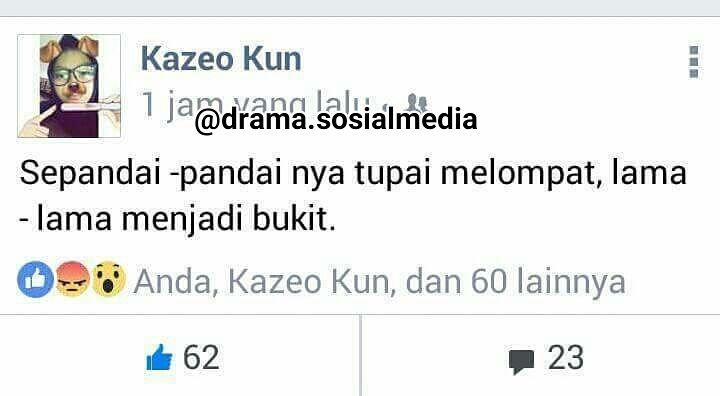 Kazeo Kun
1 jam yang lalu
@drama.sosialmedia
Sepandai -pandai nya tupai melompat, lama
- lama menjadi bukit.
Anda, Kazeo Kun, dan 60 lainnya
62
23